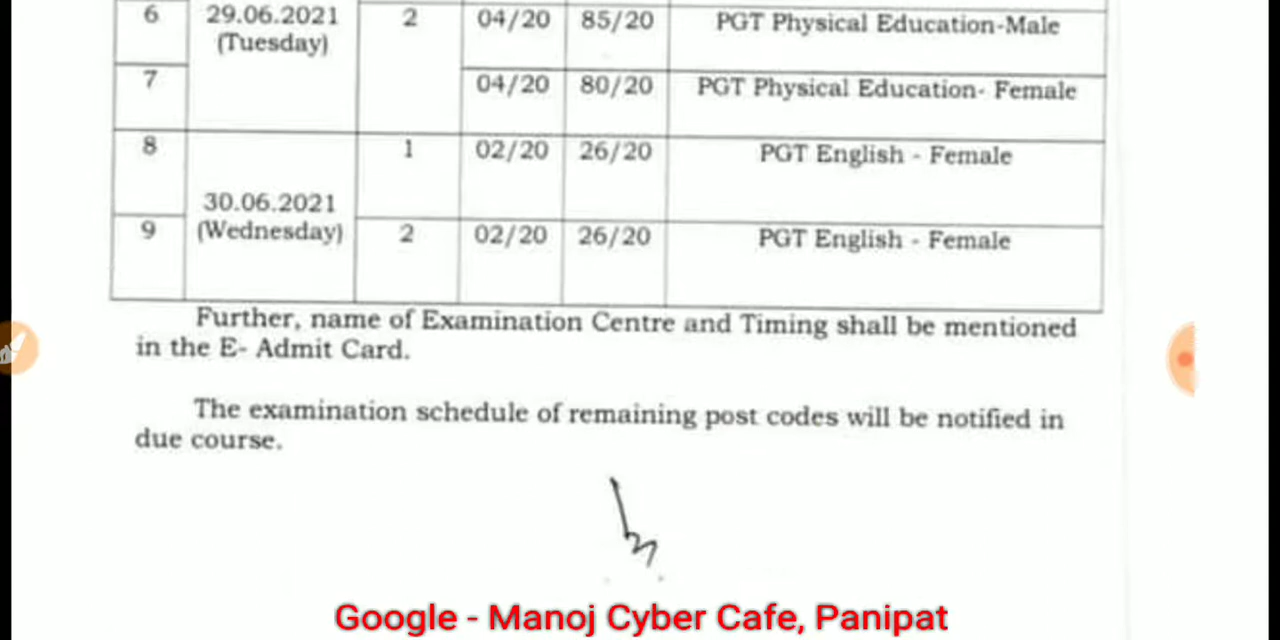 6 29.06.2021 2 04/20 85/20 PGT Physical Education-Male
(Tuesday)
7 04/20 80/20 PGT Physical Education- Female
8 1 02/20 26/20 PGT English - Female
30.06.2021
9 (Wednesday) 2 02/20 26/20 PGT English - Female
Further, name of Examination Centre and Timing shall be mentioned
in the E- Admit Card.
The examination schedule of remaining post codes will be notified in
due course.
Google - Manoj Cyber Cafe, Panipat